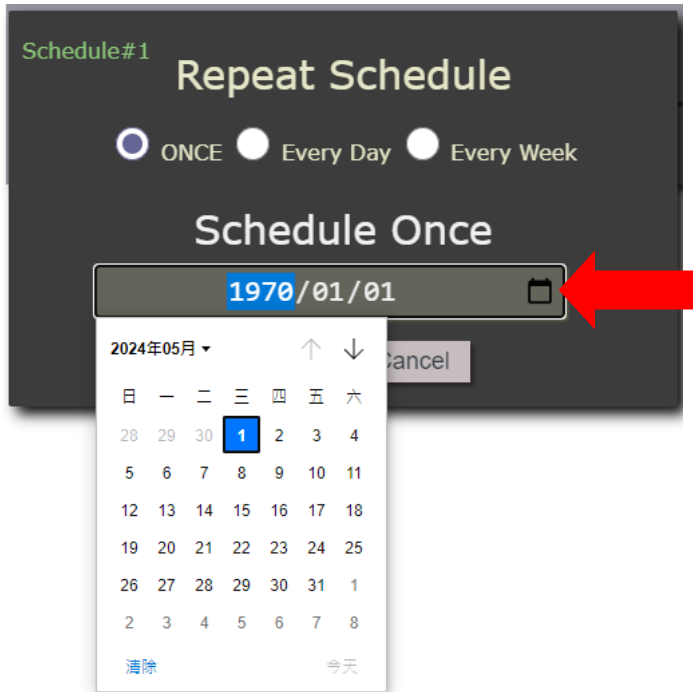 Schedule#1
Repeat Schedule
ONCE Every Day Every Week
Schedule Once
1970/01/01
2024年05月
Cancel
日 一 二 三 四 五 六
28 29 30 1 2 3 4
5 6 7 8 9 10 11
12 13 14 15 16 17 18
19 20 21 22 23 24 25
26 27 28 29 30 31 1
2 3 4 5 6 7 8
清除 今天